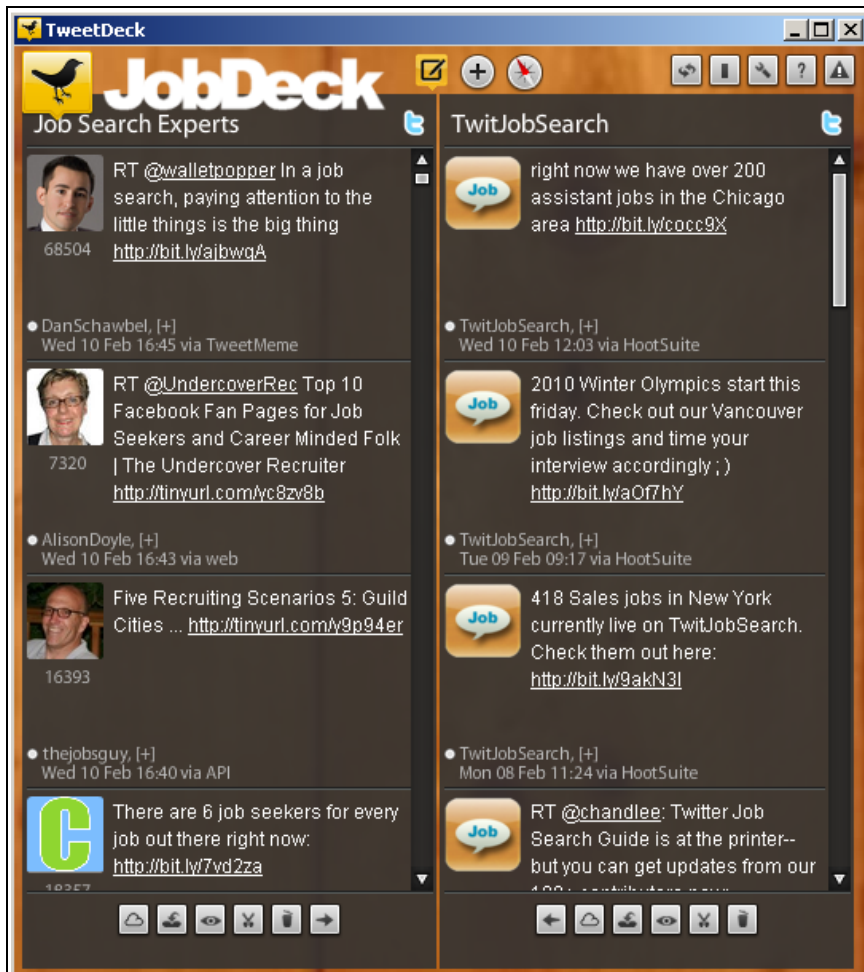 TweetDeck
JobDeck
Job Search Experts
RT @walletpopper In a job
search, paying attention to the
little things is the big thing
http://bit.ly/ajbwqA
68504
DanSchawbel, [+]
Wed 10 Feb 16:45 via TweetMeme
RT @UndercoverRec Top 10
Facebook Fan Pages for Job
Seekers and Career Minded Folk
| The Undercover Recruiter
http://tinyurl.com/yc8zv8b
7320
AlisonDoyle, [+]
Wed 10 Feb 16:43 via web
Five Recruiting Scenarios 5: Guild
Cities ... http://tinyurl.com/y9p94er
16393
thejobsguy, [+]
Wed 10 Feb 16:40 via API
C
There are 6 job seekers for every
job out there right now:
http://bit.ly/7vd2za
18357
TwitJobSearch
Job
right now we have over 200
assistant jobs in the Chicago
area http://bit.ly/cocc9X
TwitJobSearch, [+]
Wed 10 Feb 12:03 via HootSuite
Job
2010 Winter Olympics start this
friday. Check out our Vancouver
job listings and time your
interview accordingly ; )
http://bit.ly/aOf7hY
TwitJobSearch, [+]
Tue 09 Feb 09:17 via HootSuite
Job
418 Sales jobs in New York
currently live on TwitJobSearch.
Check them out here:
http://bit.ly/9akN3I
TwitJobSearch, [+]
Mon 08 Feb 11:24 via HootSuite
Job
RT @chandlee: Twitter Job
Search Guide is at the printer--
but you can get updates from our
100+ contributors now